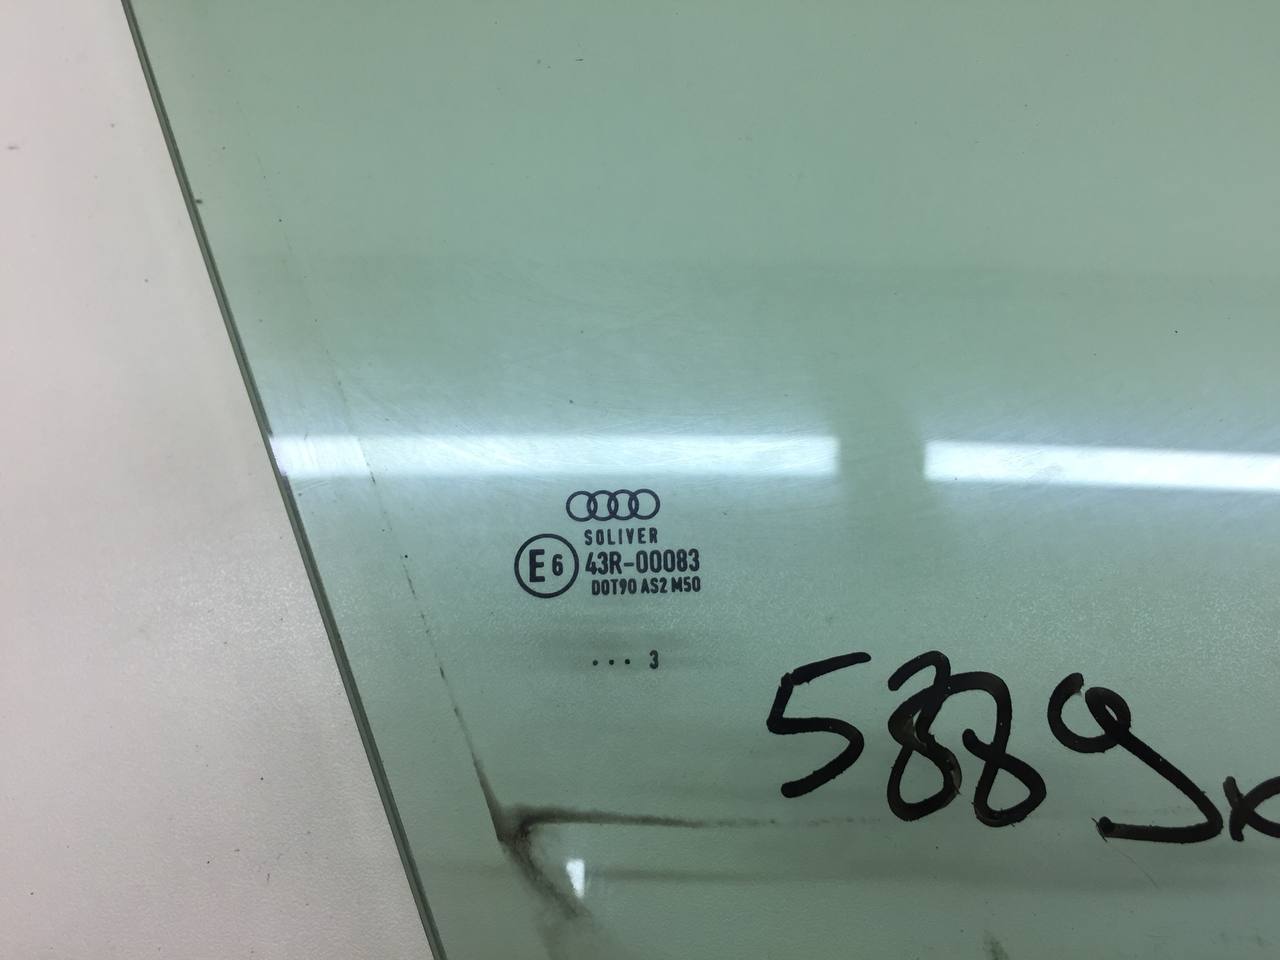 SOLIVER
E6 43R-00083
DOT90 AS2 M50
... 3
5889